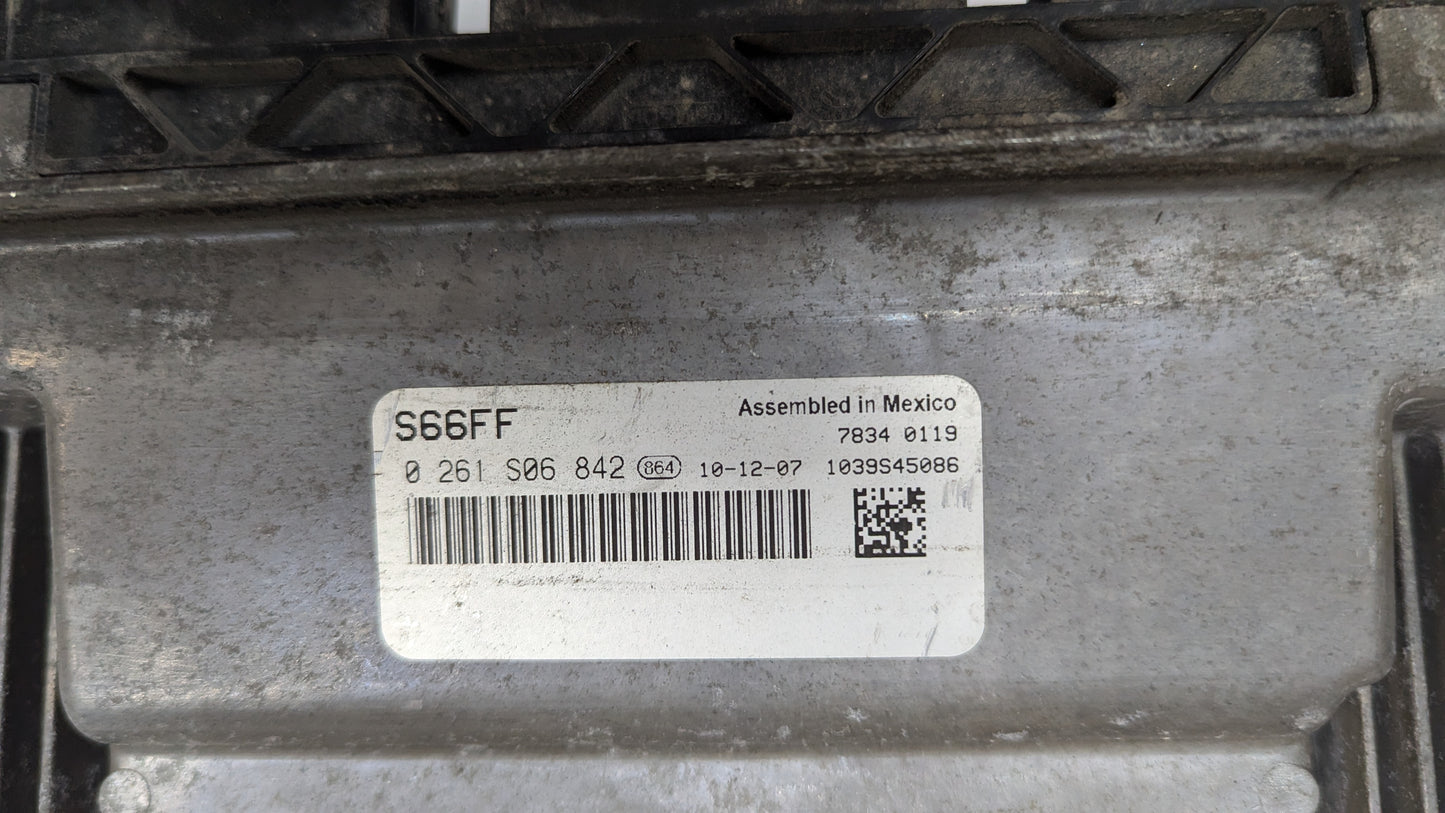 S66FF
Assembled in Mexico
7834 0119
0 261 S06 842 864 10-12-07 1039S45086